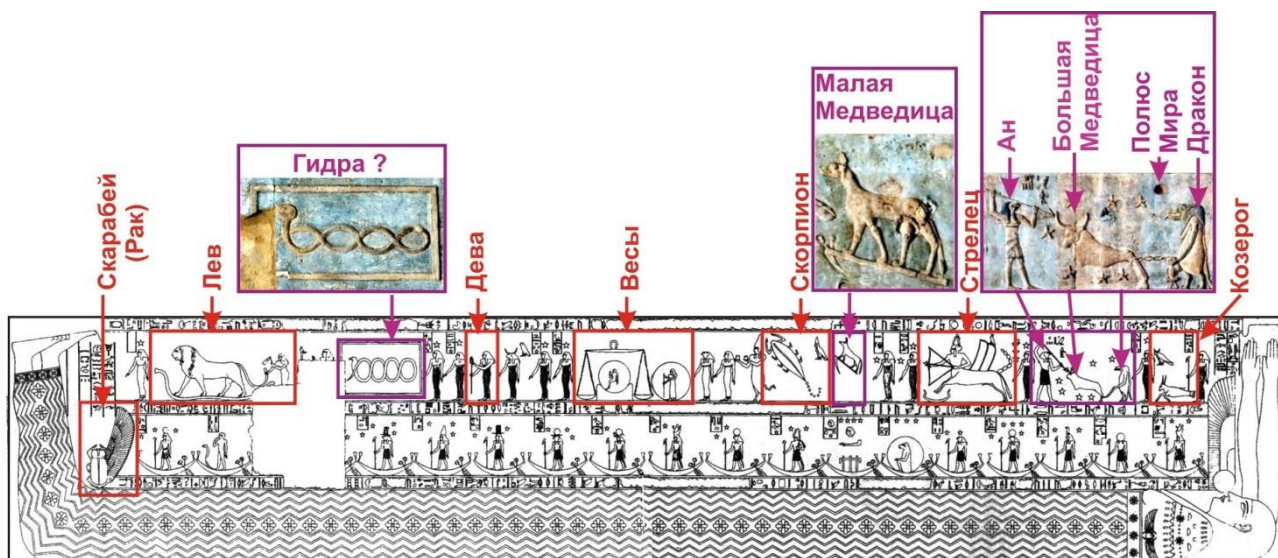 Скарабей
(Рак)
Лев
Гидра ?
Дева
Весы
Скорпион
Малая
Медведица
Стрелец
Ан
Большая
Медведица
Полюс
Мира
Дракон
Козерог